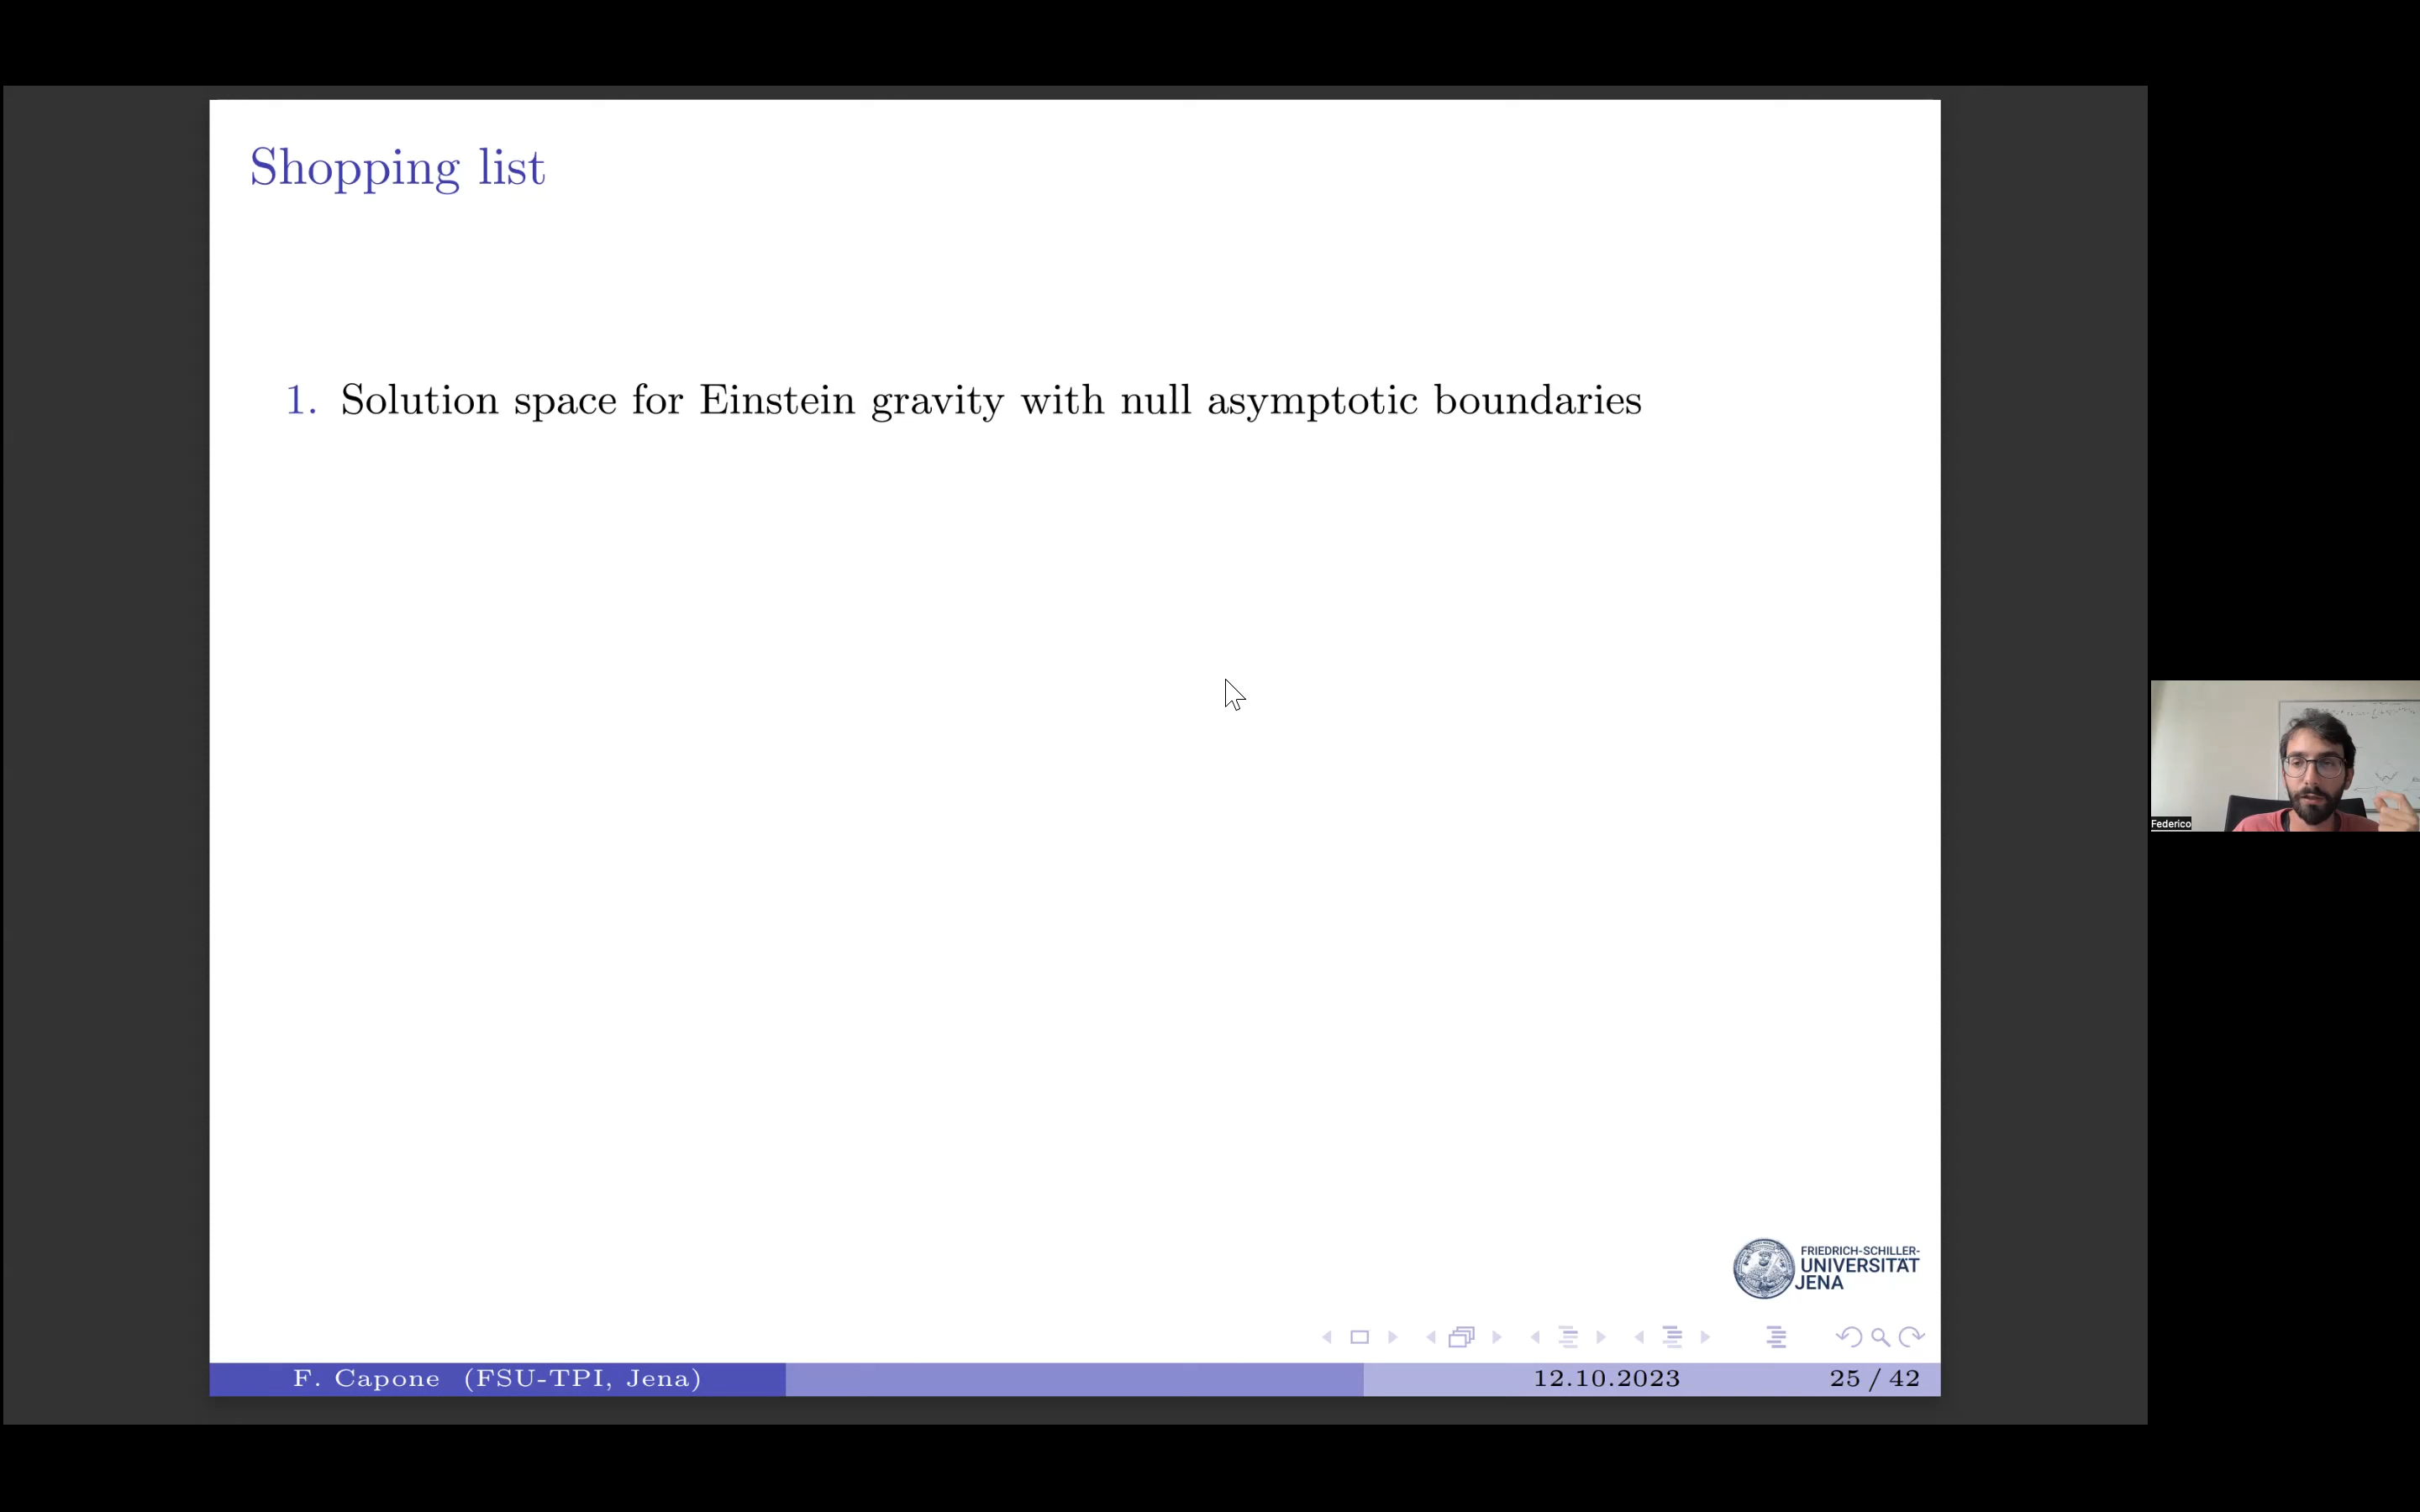 Shopping list
1. Solution space for Einstein gravity with null asymptotic boundaries
Federico
FRIEDRICH-SCHILLER-
UNIVERSITÄT
JENA
F. Capone (FSU-TPI, Jena)
12.10.2023
25 / 42